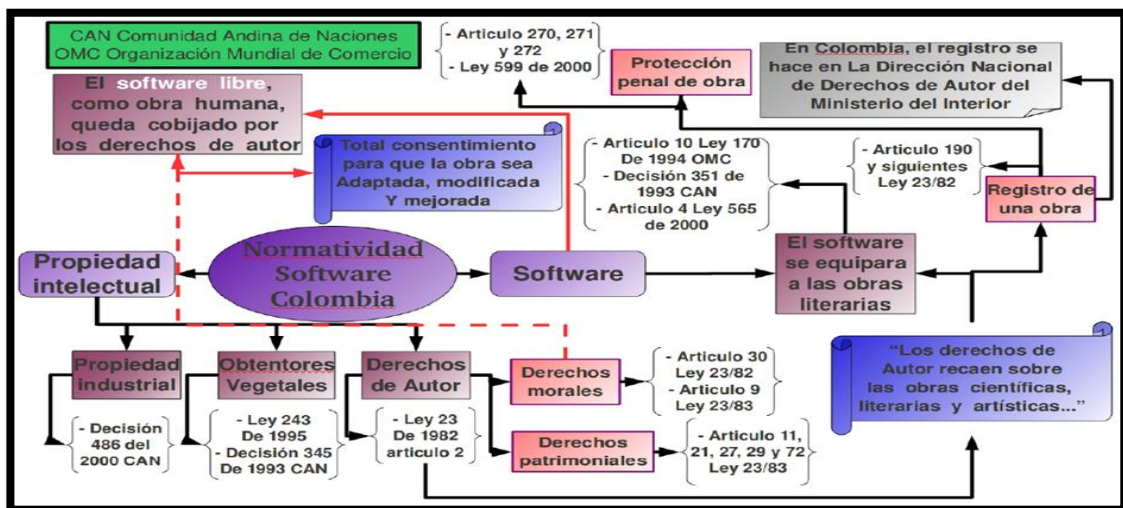 CAN Comunidad Andina de Naciones
OMC Organización Mundial de Comercio
El software libre,
como obra humana,
queda cobijado por
los derechos de autor
Total consentimiento
para que la obra sea
Adaptada, modificada
Y mejorada
- Articulo 270, 271
y 272
- Ley 599 de 2000
Protección
penal de obra
En Colombia, el registro se
hace en La Dirección Nacional
de Derechos de Autor del
Ministerio del Interior
- Articulo 10 Ley 170
De 1994 OMC
- Decisión 351 de
1993 CAN
- Articulo 4 Ley 565
de 2000
- Articulo 190
y siguientes
Ley 23/82
Registro de
una obra
Propiedad
intelectual
Normatividad
Software
Colombia
Software
El software
se equipara
a las obras
literarias
Propiedad
industrial
Obtentores
Vegetales
Derechos
de Autor
Derechos
morales
- Articulo 30
Ley 23/82
- Articulo 9
Ley 23/83
"Los derechos de
Autor recaen sobre
las obras científicas,
literarias y artísticas..."
- Decisión
486 del
2000 CAN
- Ley 243
De 1995
- Decisión 345
De 1993 CAN
- Ley 23
De 1982
articulo 2
Derechos
patrimoniales
- Articulo 11,
21, 27, 29 y 72
Ley 23/83